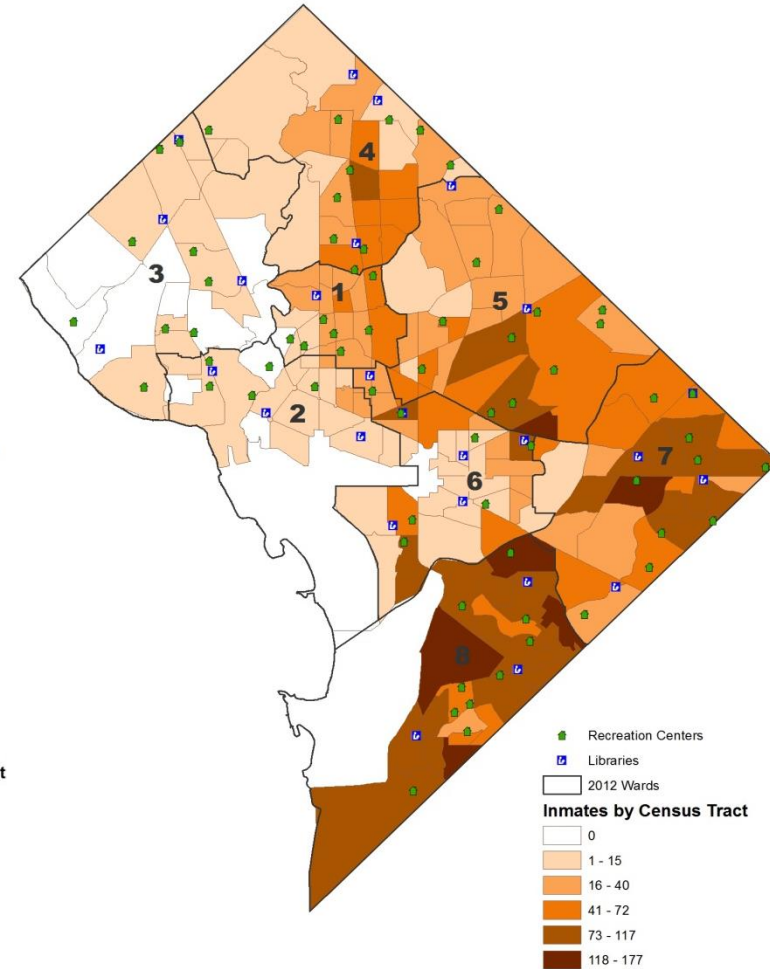 4
3
1
5
2
7
6
8
t
Recreation Centers
Libraries
2012 Wards
Inmates by Census Tract
0
1 - 15
16 - 40
41 - 72
73 - 117
118 - 177